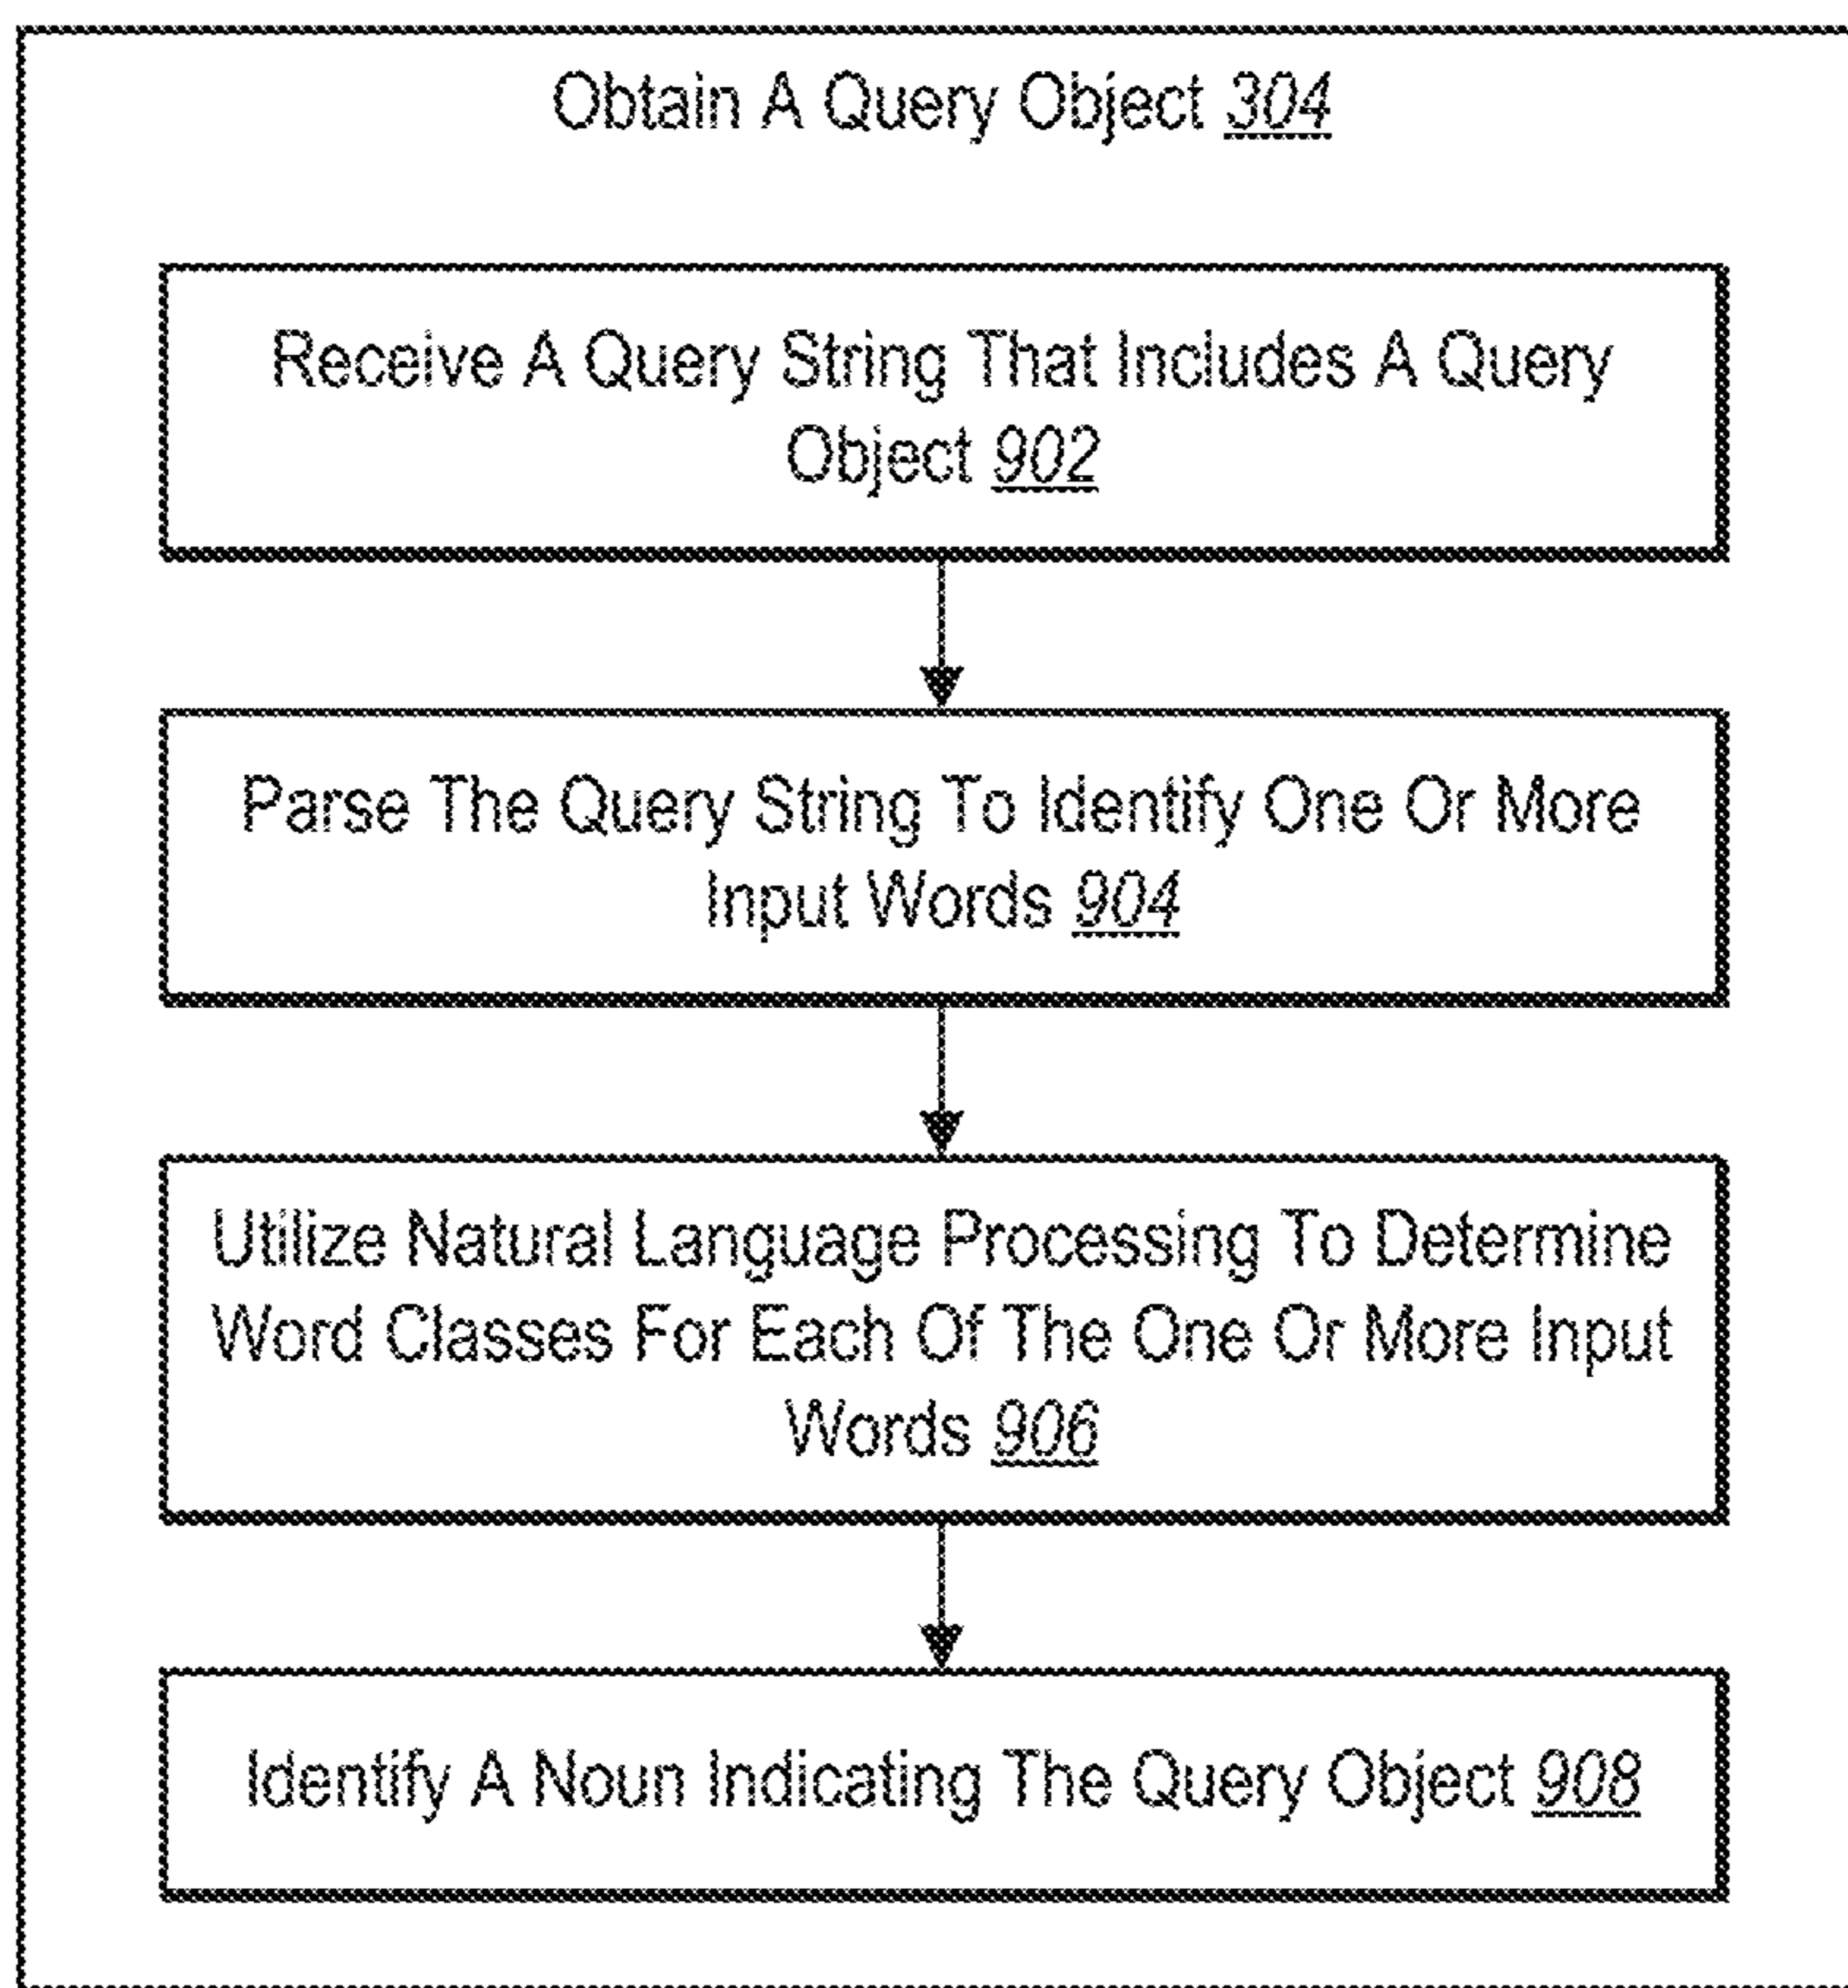 Obtain A Query Object 304
Receive A Query String That Includes A Query
Object 902
Parse The Query String To Identify One Or More
Input Words 904
Utilize Natural Language Processing To Determine
Word Classes For Each Of The One Or More Input
Words 906
Identify A Noun Indicating The Query Object 908